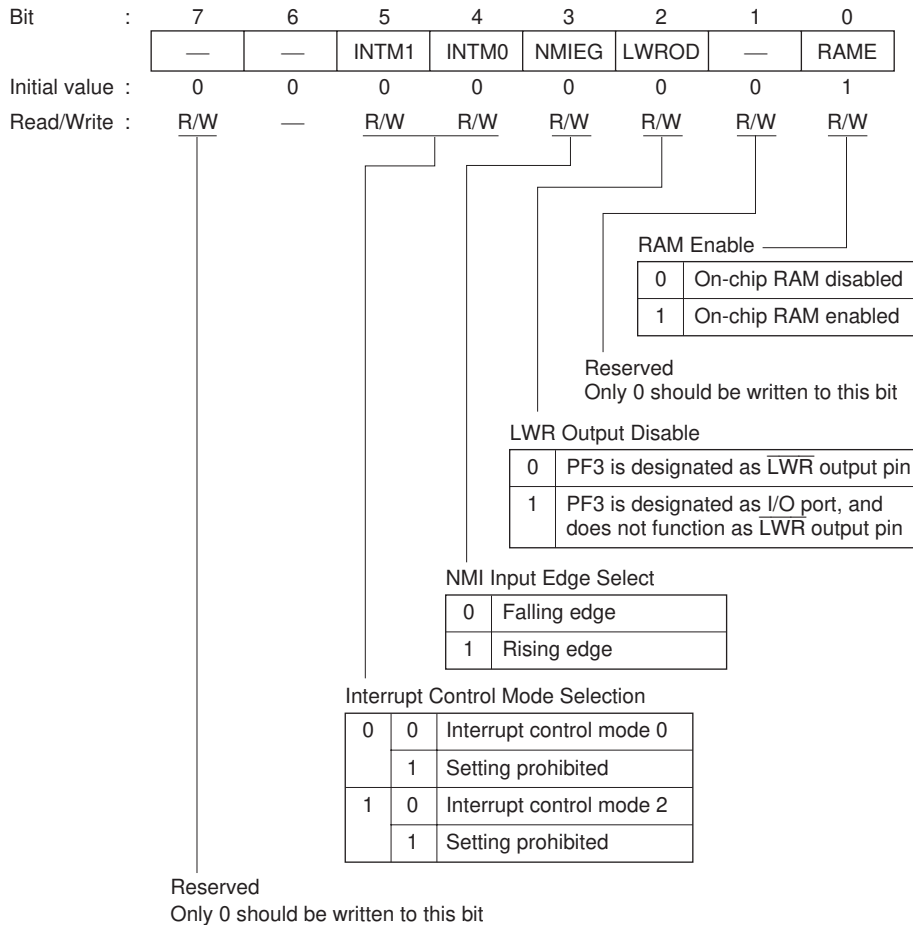 Bit : 7 6 5 4 3 2 1 0
— — INTM1 INTM0 NMIEG LWROD — RAME
Initial value : 0 0 0 0 0 0 0 1
Read/Write : R/W — R/W R/W R/W R/W R/W R/W
RAM Enable
0 On-chip RAM disabled
1 On-chip RAM enabled
Reserved
Only 0 should be written to this bit
LWR Output Disable
0 PF3 is designated as L̅W̅R̅ output pin
1 PF3 is designated as I/O port, and
does not function as L̅W̅R̅ output pin
NMI Input Edge Select
0 Falling edge
1 Rising edge
Interrupt Control Mode Selection
0 0 Interrupt control mode 0
1 Setting prohibited
1 0 Interrupt control mode 2
1 Setting prohibited
Reserved
Only 0 should be written to this bit